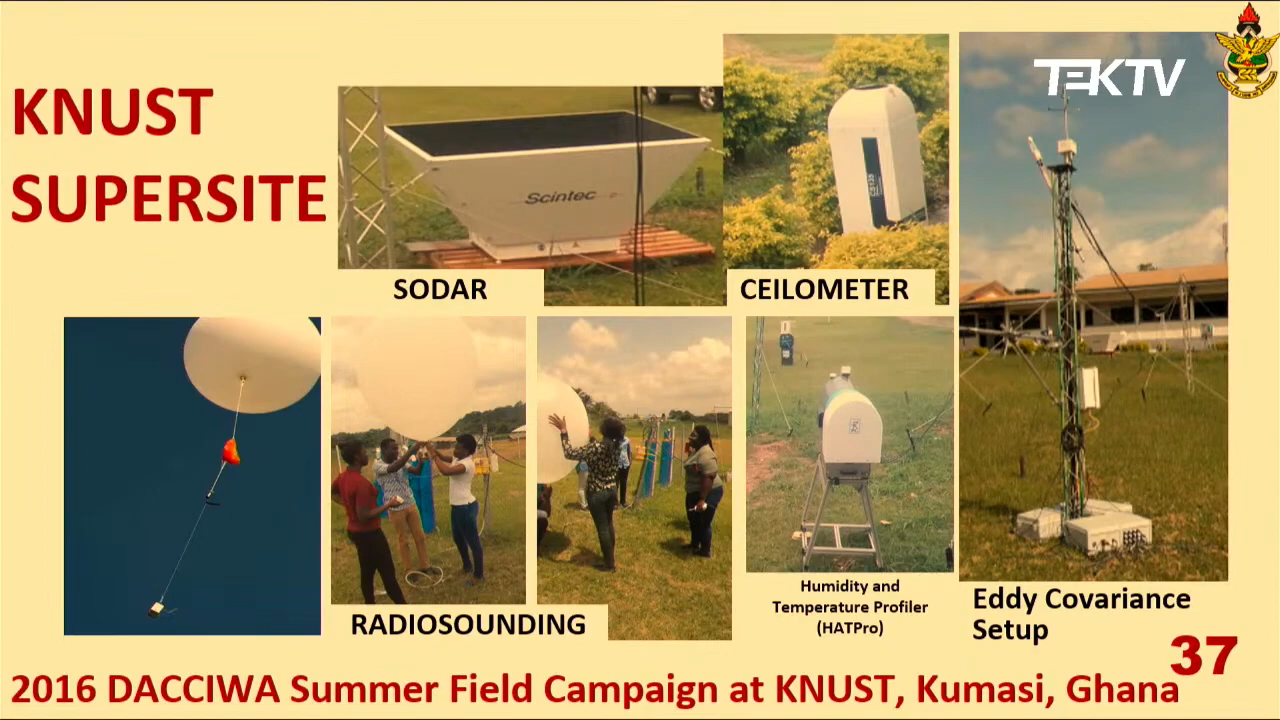 KNUST
SUPERSITE
TEKTV
Scintec
CS135
SODAR
CEILOMETER
RADIOSOUNDING
Humidity and
Temperature Profiler
(HATPro)
Eddy Covariance
Setup
37
2016 DACCIWA Summer Field Campaign at KNUST, Kumasi, Ghana